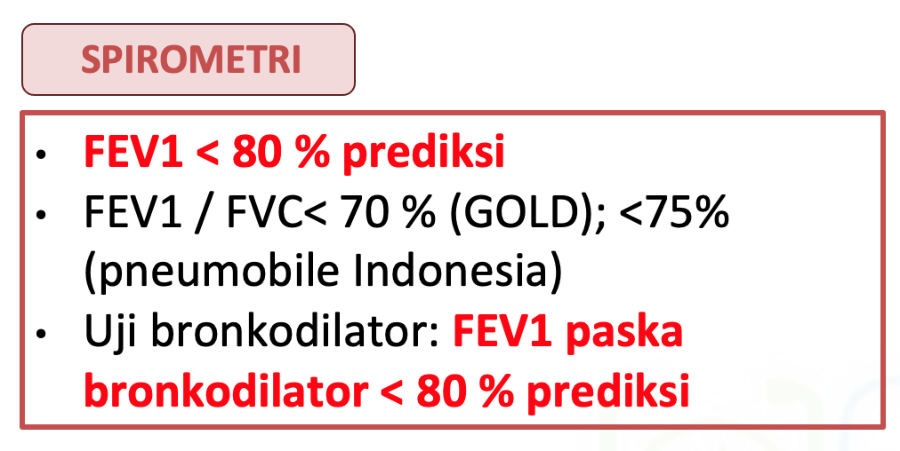 SPIROMETRI
• FEV1 < 80 % prediksi
• FEV1 / FVC< 70 % (GOLD); <75%
(pneumobile Indonesia)
• Uji bronkodilator: FEV1 paska
bronkodilator < 80 % prediksi